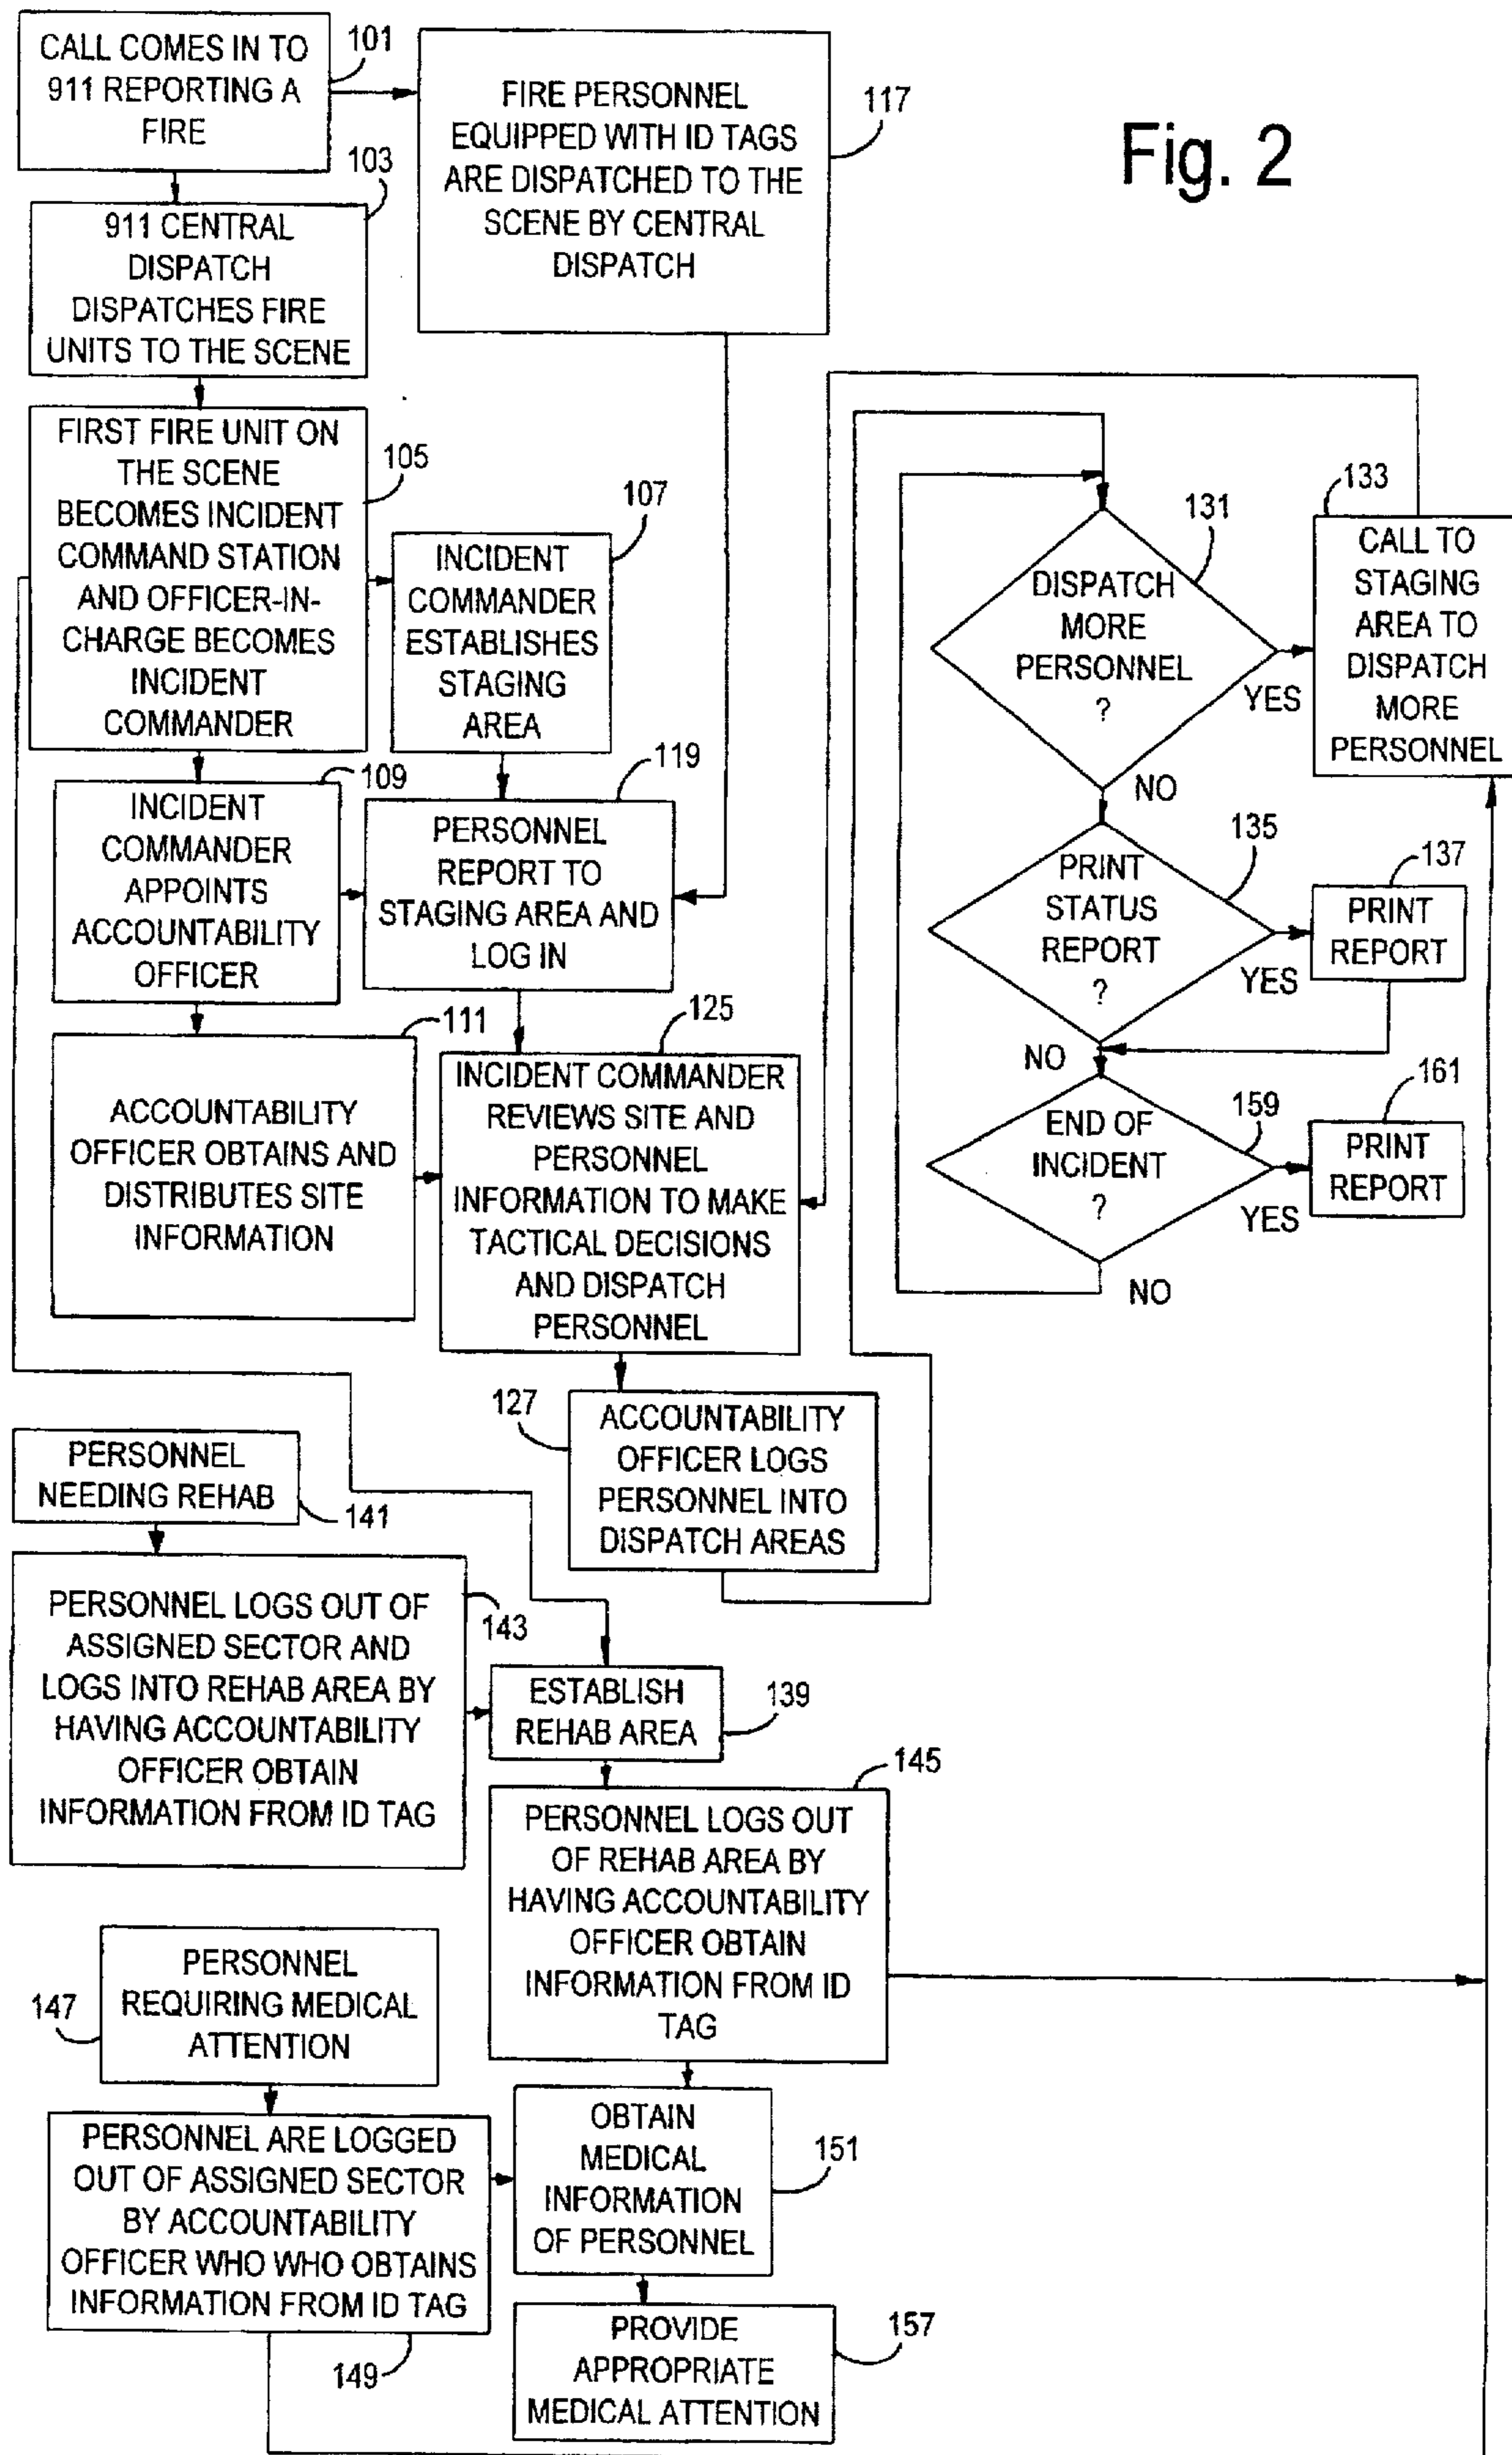 CALL COMES IN TO
911 REPORTING A
FIRE
101
FIRE PERSONNEL
EQUIPPED WITH ID TAGS
ARE DISPATCHED TO THE
SCENE BY CENTRAL
DISPATCH
117
Fig. 2
103
911 CENTRAL
DISPATCH
DISPATCHES FIRE
UNITS TO THE SCENE
FIRST FIRE UNIT ON
THE SCENE
BECOMES INCIDENT
COMMAND STATION
AND OFFICER-IN-
CHARGE BECOMES
INCIDENT
COMMANDER
105
107
INCIDENT
COMMANDER
ESTABLISHES
STAGING
AREA
109
INCIDENT
COMMANDER
APPOINTS
ACCOUNTABILITY
OFFICER
119
PERSONNEL
REPORT TO
STAGING AREA AND
LOG IN
111
ACCOUNTABILITY
OFFICER OBTAINS AND
DISTRIBUTES SITE
INFORMATION
125
INCIDENT COMMANDER
REVIEWS SITE AND
PERSONNEL
INFORMATION TO MAKE
TACTICAL DECISIONS
AND DISPATCH
PERSONNEL
127
ACCOUNTABILITY
OFFICER LOGS
PERSONNEL INTO
DISPATCH AREAS
131
DISPATCH
MORE
PERSONNEL
?
YES
NO
133
CALL TO
STAGING
AREA TO
DISPATCH
MORE
PERSONNEL
135
PRINT
STATUS
REPORT
?
YES
NO
137
PRINT
REPORT
159
END OF
INCIDENT
?
YES
NO
161
PRINT
REPORT
PERSONNEL
NEEDING REHAB
141
PERSONNEL LOGS OUT OF
ASSIGNED SECTOR AND
LOGS INTO REHAB AREA BY
HAVING ACCOUNTABILITY
OFFICER OBTAIN
INFORMATION FROM ID TAG
143
ESTABLISH
REHAB AREA
139
145
PERSONNEL LOGS OUT
OF REHAB AREA BY
HAVING ACCOUNTABILITY
OFFICER OBTAIN
INFORMATION FROM ID
TAG
147
PERSONNEL
REQUIRING MEDICAL
ATTENTION
PERSONNEL ARE LOGGED
OUT OF ASSIGNED SECTOR
BY ACCOUNTABILITY
OFFICER WHO WHO OBTAINS
INFORMATION FROM ID TAG
149
OBTAIN
MEDICAL
INFORMATION
OF PERSONNEL
151
PROVIDE
APPROPRIATE
MEDICAL ATTENTION
157